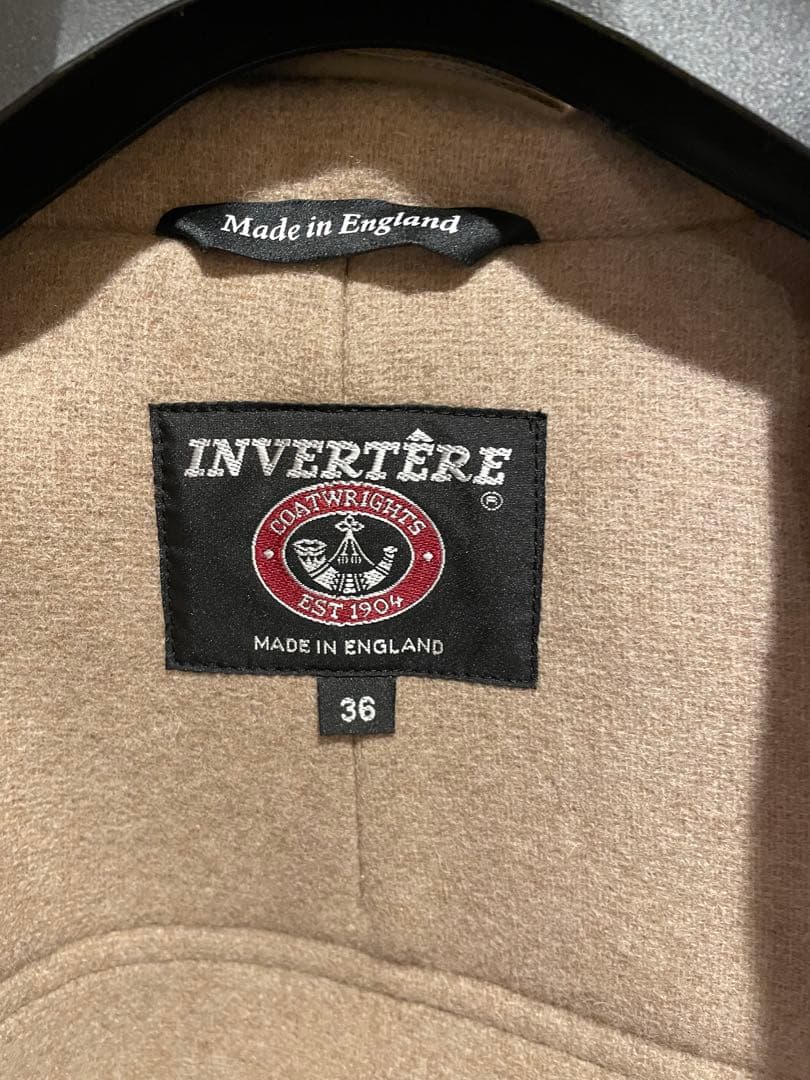 Made in England
INVERTÊRE
®
COATWRIGHTS
EST 1904
MADE IN ENGLAND
36